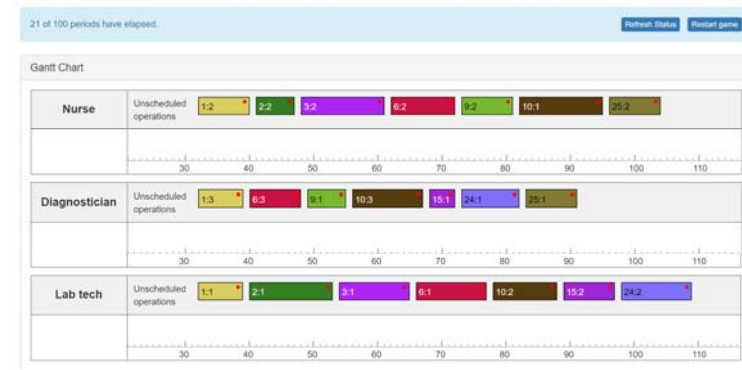 21 of 100 periods have elapsed.
Refresh Status
Restart game
Gantt Chart
Nurse
Unscheduled
operations
1:2
2:2
3:2
6:2
9:2
10:1
25:2
30 40 50 60 70 80 90 100 110
Diagnostician
Unscheduled
operations
1:3
6:3
9:1
10:3
15:1
24:1
25:1
30 40 50 60 70 80 90 100 110
Lab tech
Unscheduled
operations
1:1
2:1
3:1
6:1
10:2
15:2
24:2
30 40 50 60 70 80 90 100 110